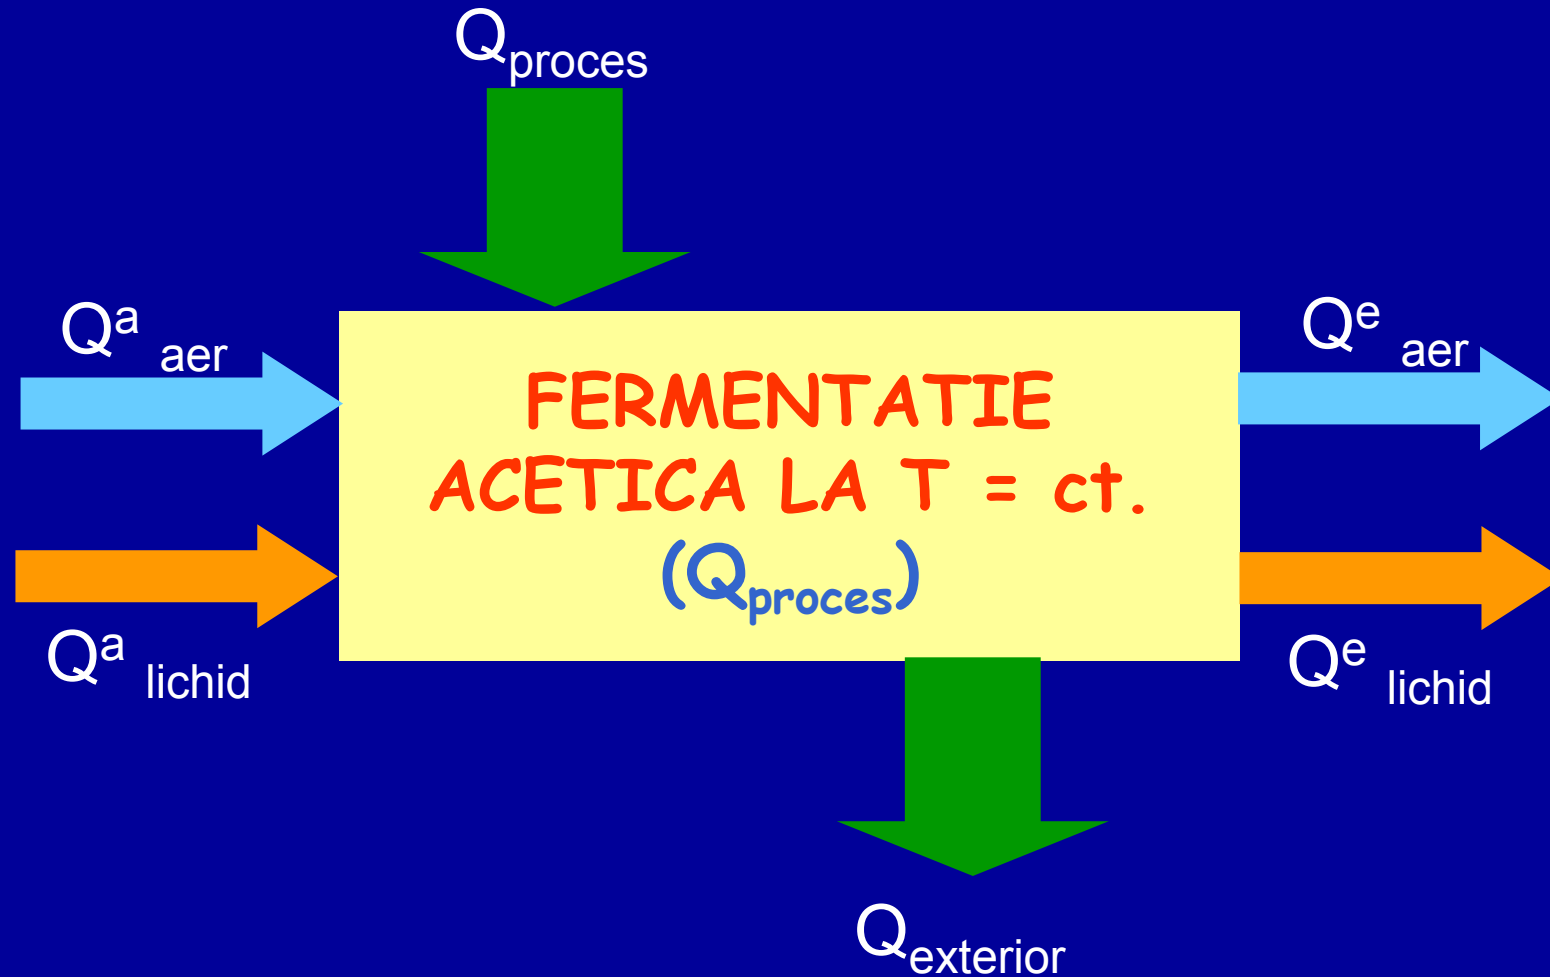 Qproces
Qa aer
Qe aer
FERMENTATIE
ACETICA LA T = ct.
(Qproces)
Qa lichid
Qe lichid
Qexterior